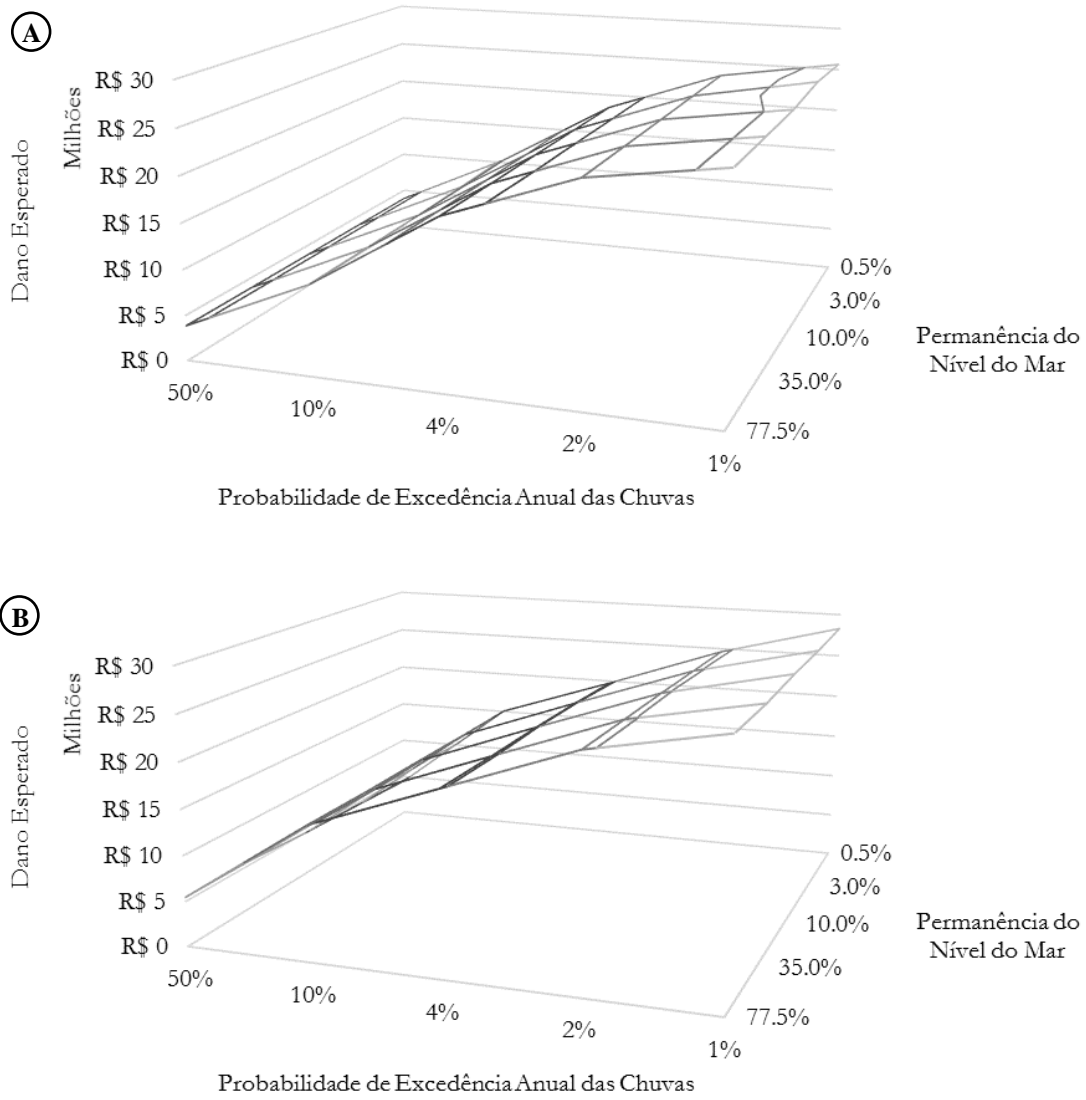 A
R$ 30
R$ 25
R$ 20
R$ 15
R$ 10
R$ 5
R$ 0
Milhões
Dano Esperado
50%
10%
4%
2%
1%
0.5%
3.0%
10.0%
35.0%
77.5%
Permanência do
Nível do Mar
Probabilidade de Excedência Anual das Chuvas
B
R$ 30
R$ 25
R$ 20
R$ 15
R$ 10
R$ 5
R$ 0
Milhões
Dano Esperado
50%
10%
4%
2%
1%
0.5%
3.0%
10.0%
35.0%
77.5%
Permanência do
Nível do Mar
Probabilidade de Excedência Anual das Chuvas